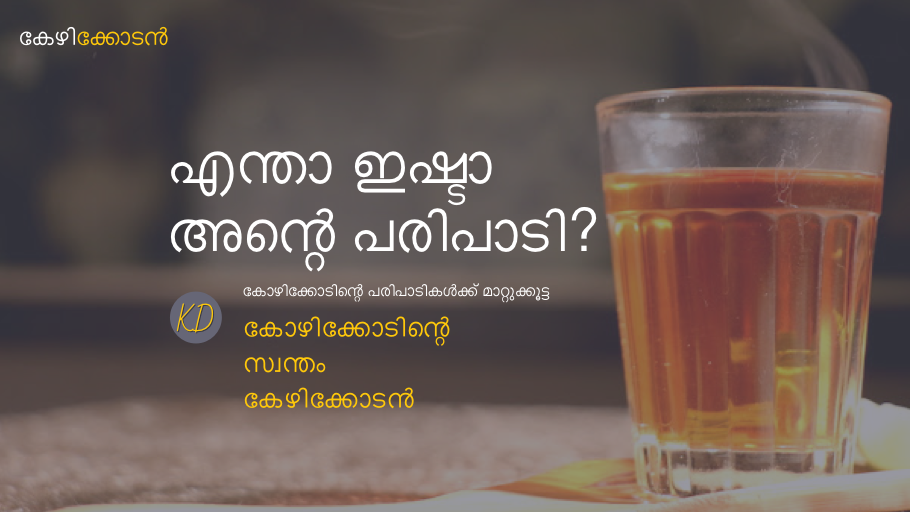 കേഴിക്കോടൻ
എന്താ ഇഷ്ടാ
അന്റെ പരിപാടി?
കോഴിക്കോടിന്റെ പരിപാടികൾക്ക് മാറ്റുക്കൂട്ട
KD
കോഴിക്കോടിന്റെ
സ്വന്തം
കേഴിക്കോടൻ